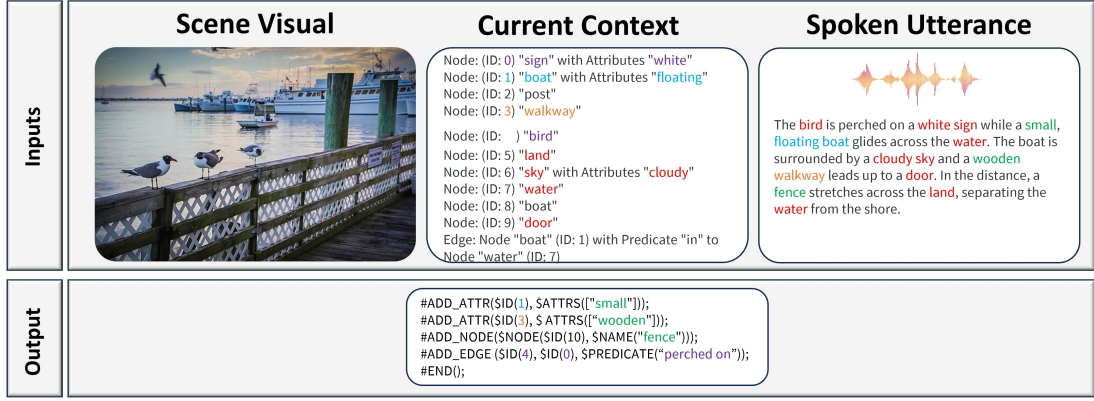 Scene Visual
Current Context
Spoken Utterance
Inputs
Node: (ID: 0) "sign" with Attributes "white"
Node: (ID: 1) "boat" with Attributes "floating"
Node: (ID: 2) "post"
Node: (ID: 3) "walkway"
Node: (ID: ) "bird"
Node: (ID: 5) "land"
Node: (ID: 6) "sky" with Attributes "cloudy"
Node: (ID: 7) "water"
Node: (ID: 8) "boat"
Node: (ID: 9) "door"
Edge: Node "boat" (ID: 1) with Predicate "in" to
Node "water" (ID: 7)
The bird is perched on a white sign while a small,
floating boat glides across the water. The boat is
surrounded by a cloudy sky and a wooden
walkway leads up to a door. In the distance, a
fence stretches across the land, separating the
water from the shore.
Output
#ADD_ATTR($ID(1), $ATTRS(["small"]));
#ADD_ATTR($ID(3), $ ATTRS([“wooden"]));
#ADD_NODE($NODE($ID(10), $NAME("fence")));
#ADD_EDGE ($ID(4), $ID(0), $PREDICATE(“perched on”));
#END();